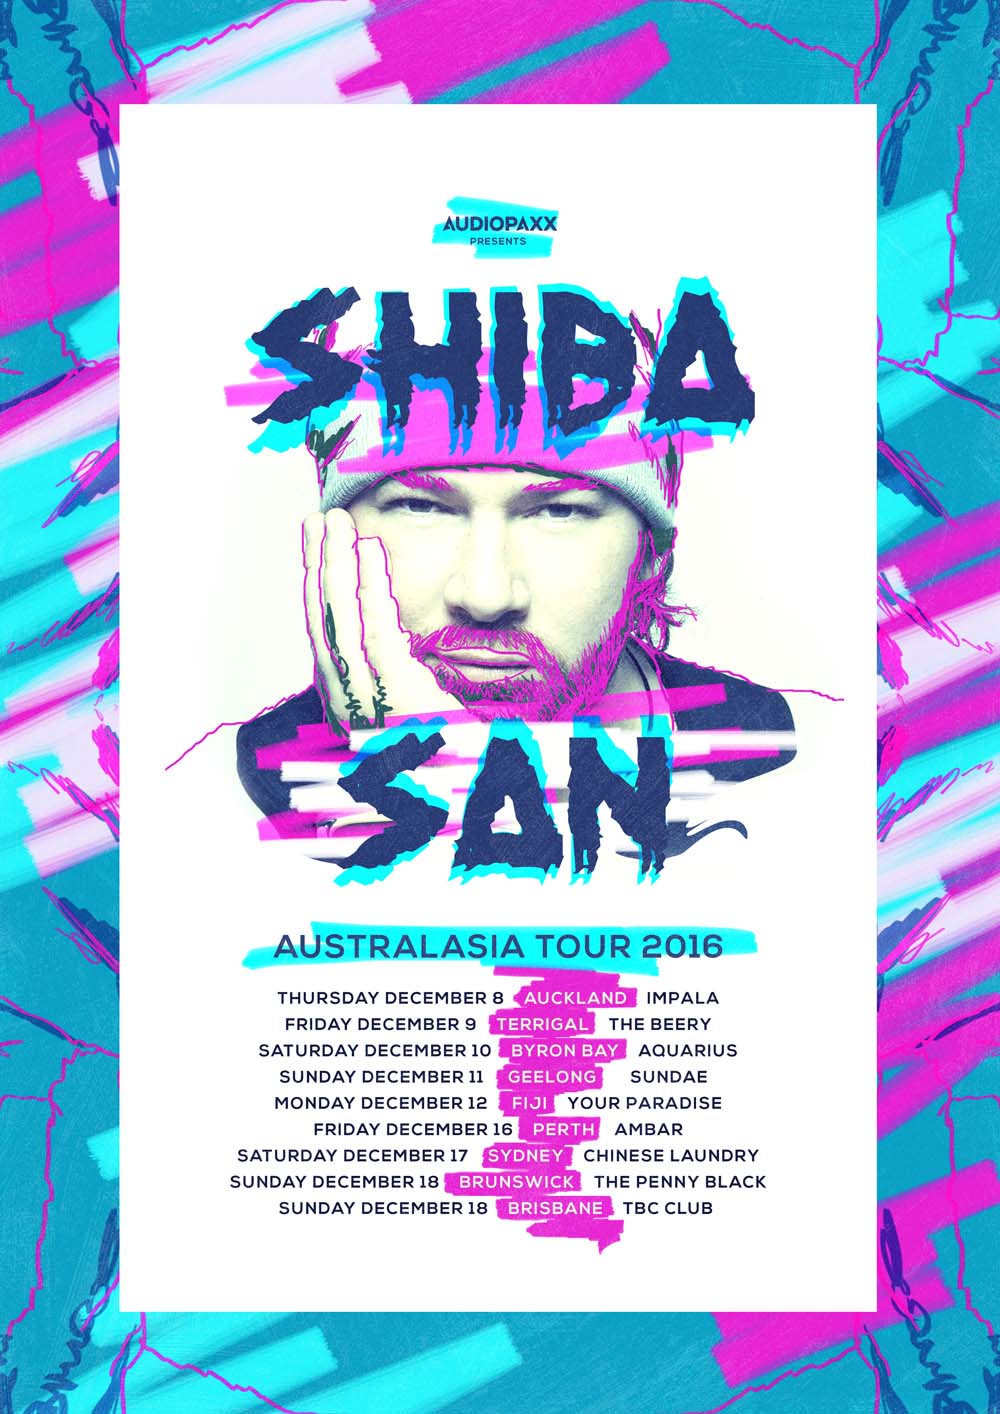 AUDIOPAXX
PRESENTS
SHIBA
SAN
AUSTRALASIA TOUR 2016
THURSDAY DECEMBER 8 AUCKLAND IMPALA
FRIDAY DECEMBER 9 TERRIGAL THE BEERY
SATURDAY DECEMBER 10 BYRON BAY AQUARIUS
SUNDAY DECEMBER 11 GEELONG SUNDAE
MONDAY DECEMBER 12 FIJI YOUR PARADISE
FRIDAY DECEMBER 16 PERTH AMBAR
SATURDAY DECEMBER 17 SYDNEY CHINESE LAUNDRY
SUNDAY DECEMBER 18 BRUNSWICK THE PENNY BLACK
SUNDAY DECEMBER 18 BRISBANE TBC CLUB